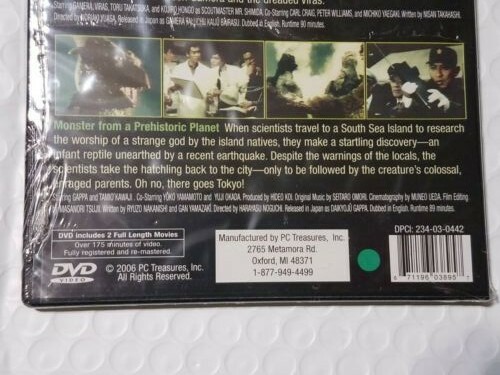 Starring GAMERA, VIRAS, TORU TAKATSUKA, and KOJIRO HONGO as SCOUTMASTER MR. SHIMIDA. Co-Starring CARL CRAIG, PETER WILLIAMS, and MICHIKO YAEGAKI. Written by NISAN TAKAHASHI.
Directed by NORIAKI YUASA. Released in Japan as GAMERA TAI UCHU KAIJU BAIRASU. Dubbed in English. Runtime 90 minutes.
Monster from a Prehistoric Planet When scientists travel to a South Sea Island to research
the worship of a strange god by the island natives, they make a startling discovery—an
infant reptile unearthed by a recent earthquake. Despite the warnings of the locals, the
scientists take the hatchling back to the city—only to be followed by the creature's colossal,
enraged parents. Oh no, there goes Tokyo!
Starring GAPPA and TAMIO KAWAJI. Co-Starring YOKO YAMAMOTO and YUJI OKADA. Produced by HIDEO KOI. Original Music by SEITARO OMORI. Cinematography by MUNEO UEDA. Film Editing
by MASANORI TSUJII. Written by RYUZO NAKANISHI and GAN YAMAZAKI. Directed by HARAYASU NOGUCHI. Released in Japan as DAIKYOJU GAPPA. Dubbed in English. Runtime 89 minutes.
DVD includes 2 Full Length Movies
Over 175 minutes of video.
Fully registered and re-mastered.
DVD
VIDEO
© 2006 PC Treasures, Inc.
All Rights Reserved.
Manufactured by PC Treasures, Inc.
2765 Metamora Rd.
Oxford, MI 48371
1-877-949-4499
DPCI: 234-03-0442
8 71196 03895 7